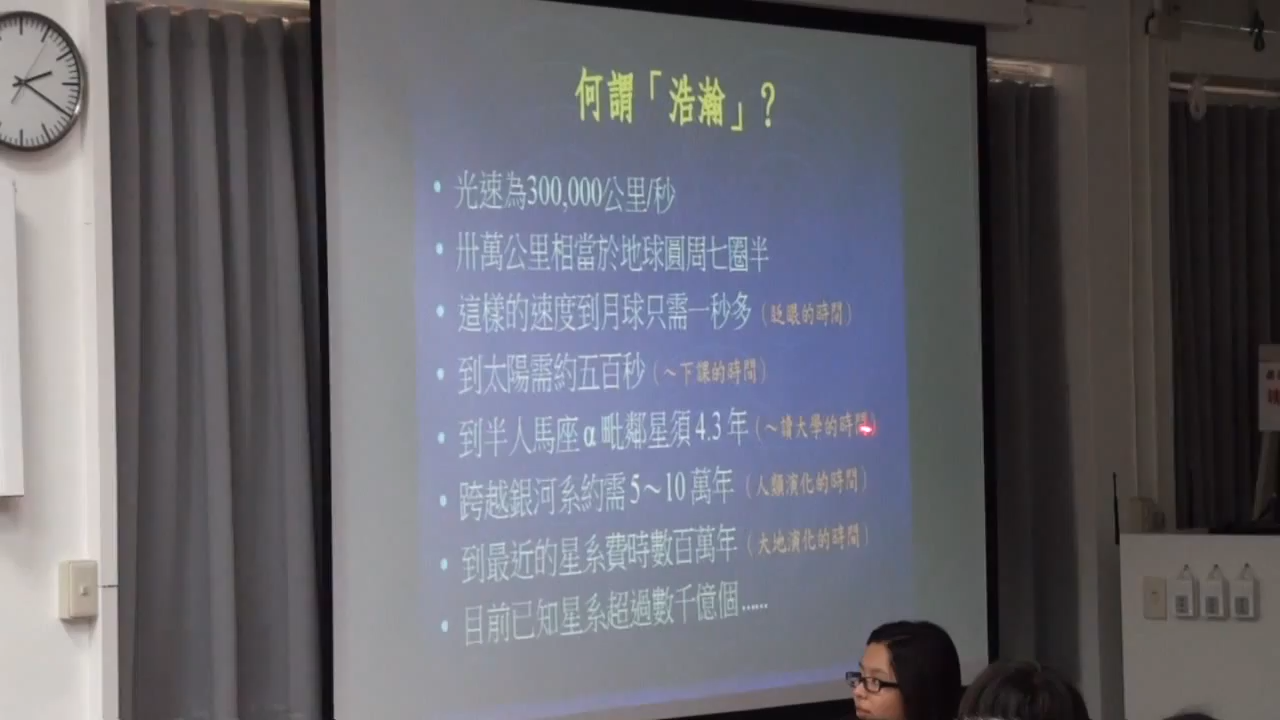 何謂「浩瀚」?
• 光速為300,000公里/秒
• 卅萬公里相當於地球圓周七圈半
• 這樣的速度到月球只需一秒多(眨眼的時間)
• 到太陽需約五百秒(～下課的時間)
• 到半人馬座α毗鄰星須 4.3 年(～讀大學的時間)
• 跨越銀河系約需 5～10 萬年(人類演化的時間)
• 到最近的星系費時數百萬年(大地演化的時間)
• 目前已知星系超過數千億個……